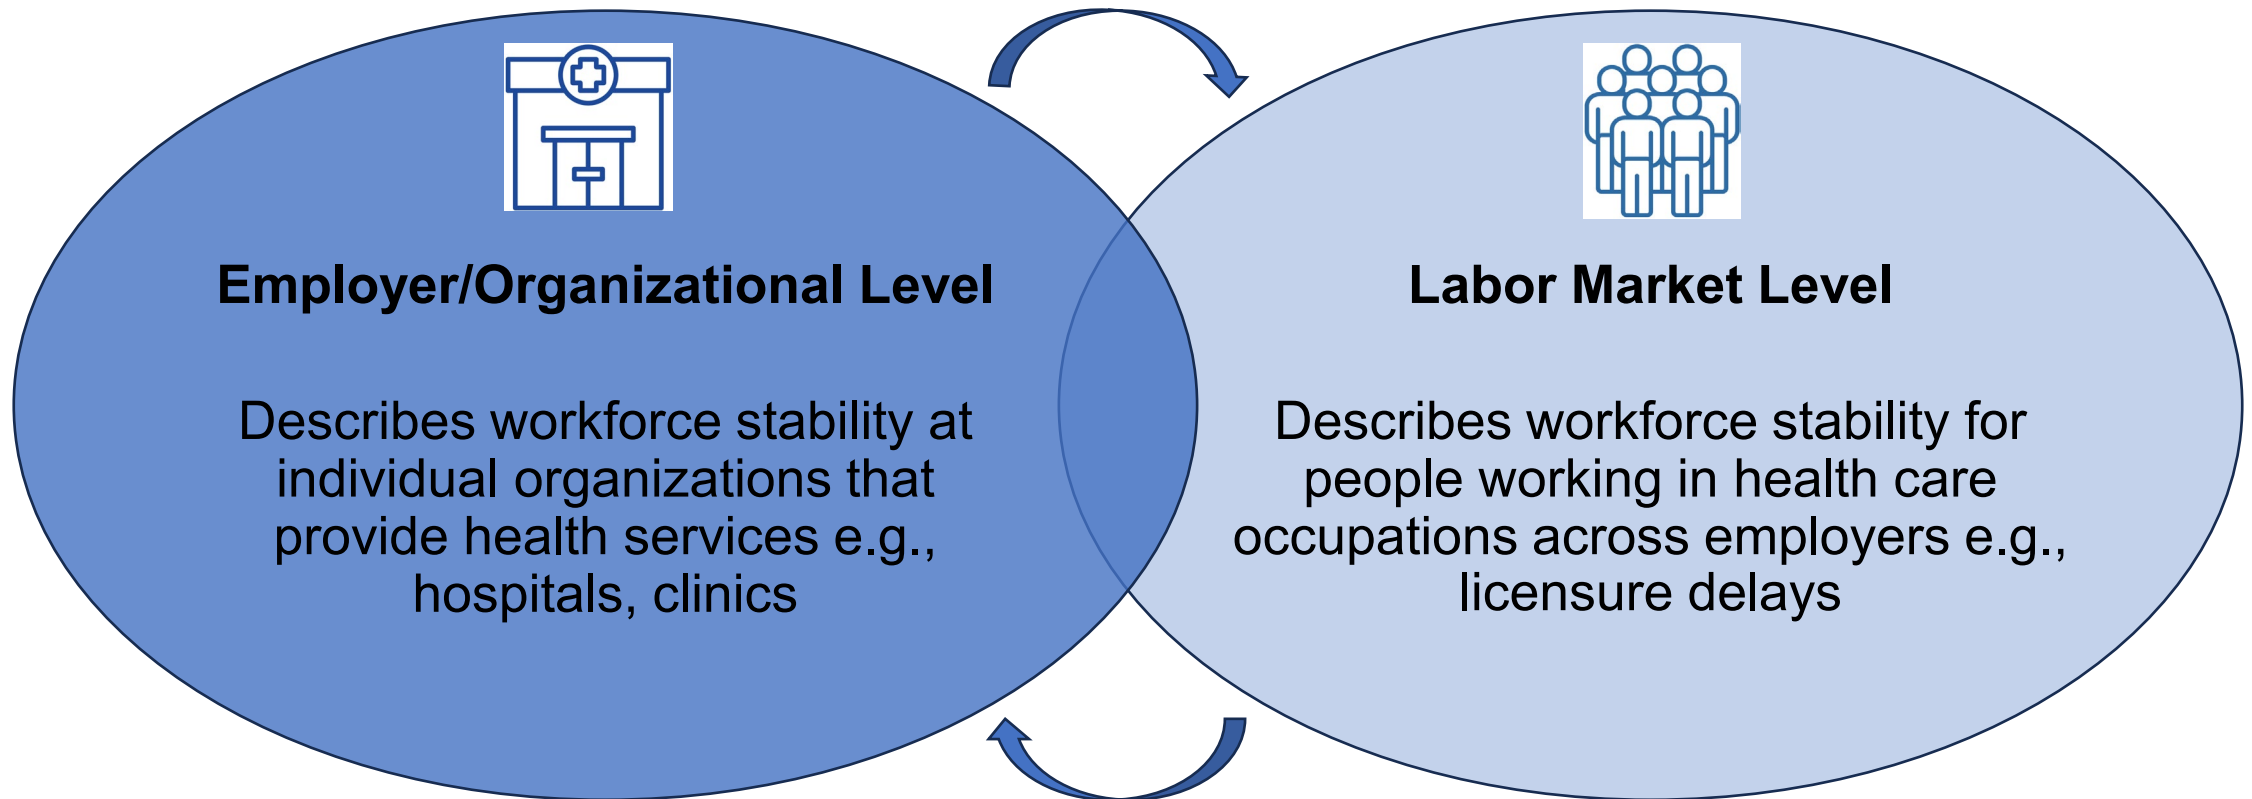 Employer/Organizational Level
Describes workforce stability at
individual organizations that
provide health services e.g.,
hospitals, clinics
Labor Market Level
Describes workforce stability for
people working in health care
occupations across employers e.g.,
licensure delays